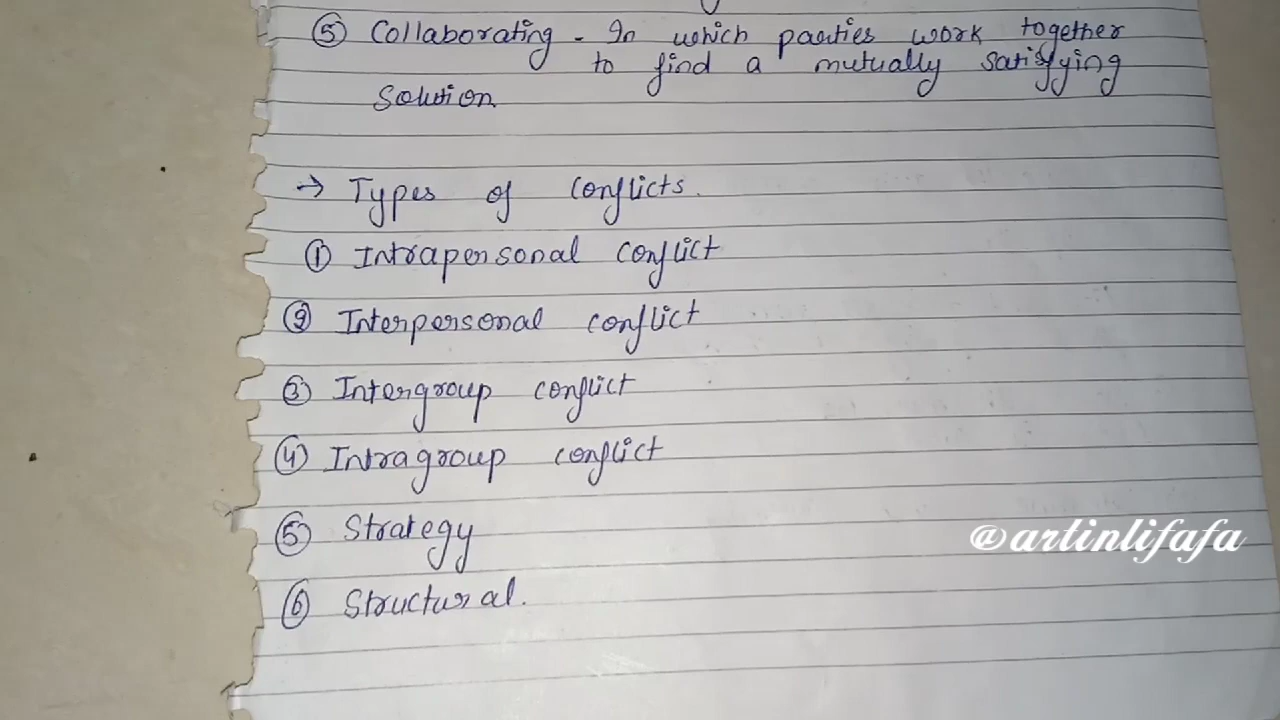 ⑤ Collaborating - In which parties work together
to find a mutually satisfying
Solution
→ Types of Conflicts.
① Intrapersonal conflict
② Interpersonal conflict
③ Intergroup conflict
④ Intragroup conflict
⑤ Strategy
@artinlifafa
⑥ Structural.